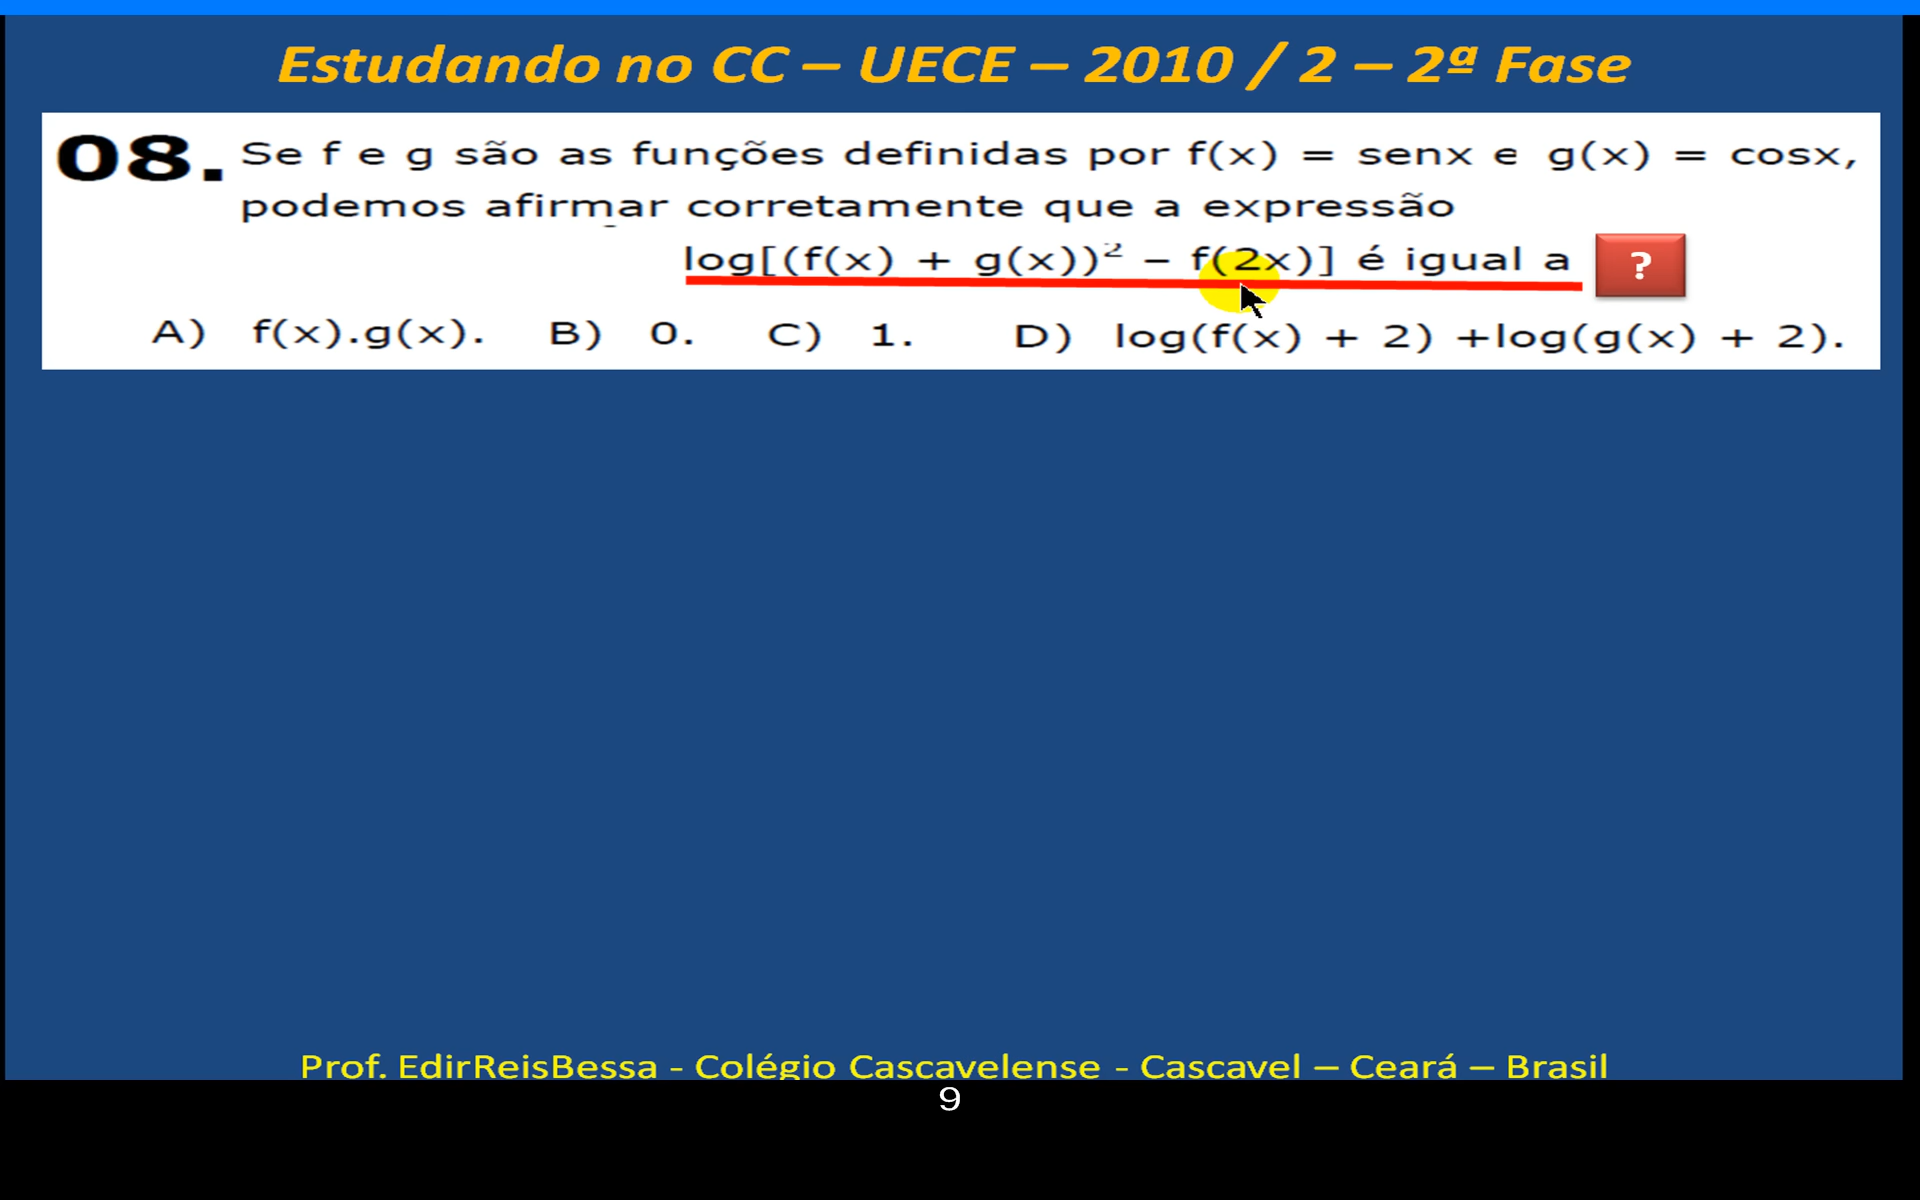 Estudando no CC – UECE – 2010 / 2 – 2ª Fase
08. Se f e g são as funções definidas por f(x) = senx e g(x) = cosx,
podemos afirmar corretamente que a expressão
log[(f(x) + g(x))² – f(2x)] é igual a ?
A) f(x).g(x). B) 0. C) 1. D) log(f(x) + 2) +log(g(x) + 2).
Prof. EdirReisBessa - Colégio Cascavelense - Cascavel – Ceará – Brasil
9